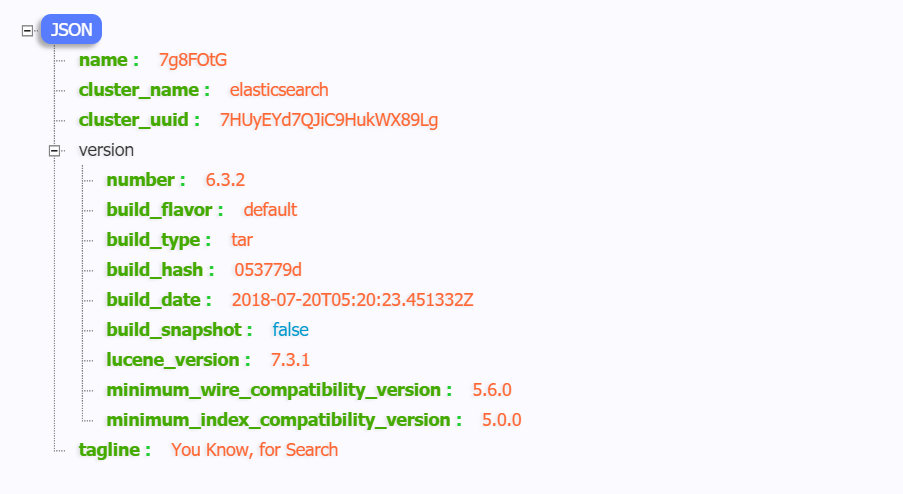 JSON
name : 7g8FOtG
cluster_name : elasticsearch
cluster_uuid : 7HUyEYd7QJiC9HukWX89Lg
version
number : 6.3.2
build_flavor : default
build_type : tar
build_hash : 053779d
build_date : 2018-07-20T05:20:23.451332Z
build_snapshot : false
lucene_version : 7.3.1
minimum_wire_compatibility_version : 5.6.0
minimum_index_compatibility_version : 5.0.0
tagline : You Know, for Search